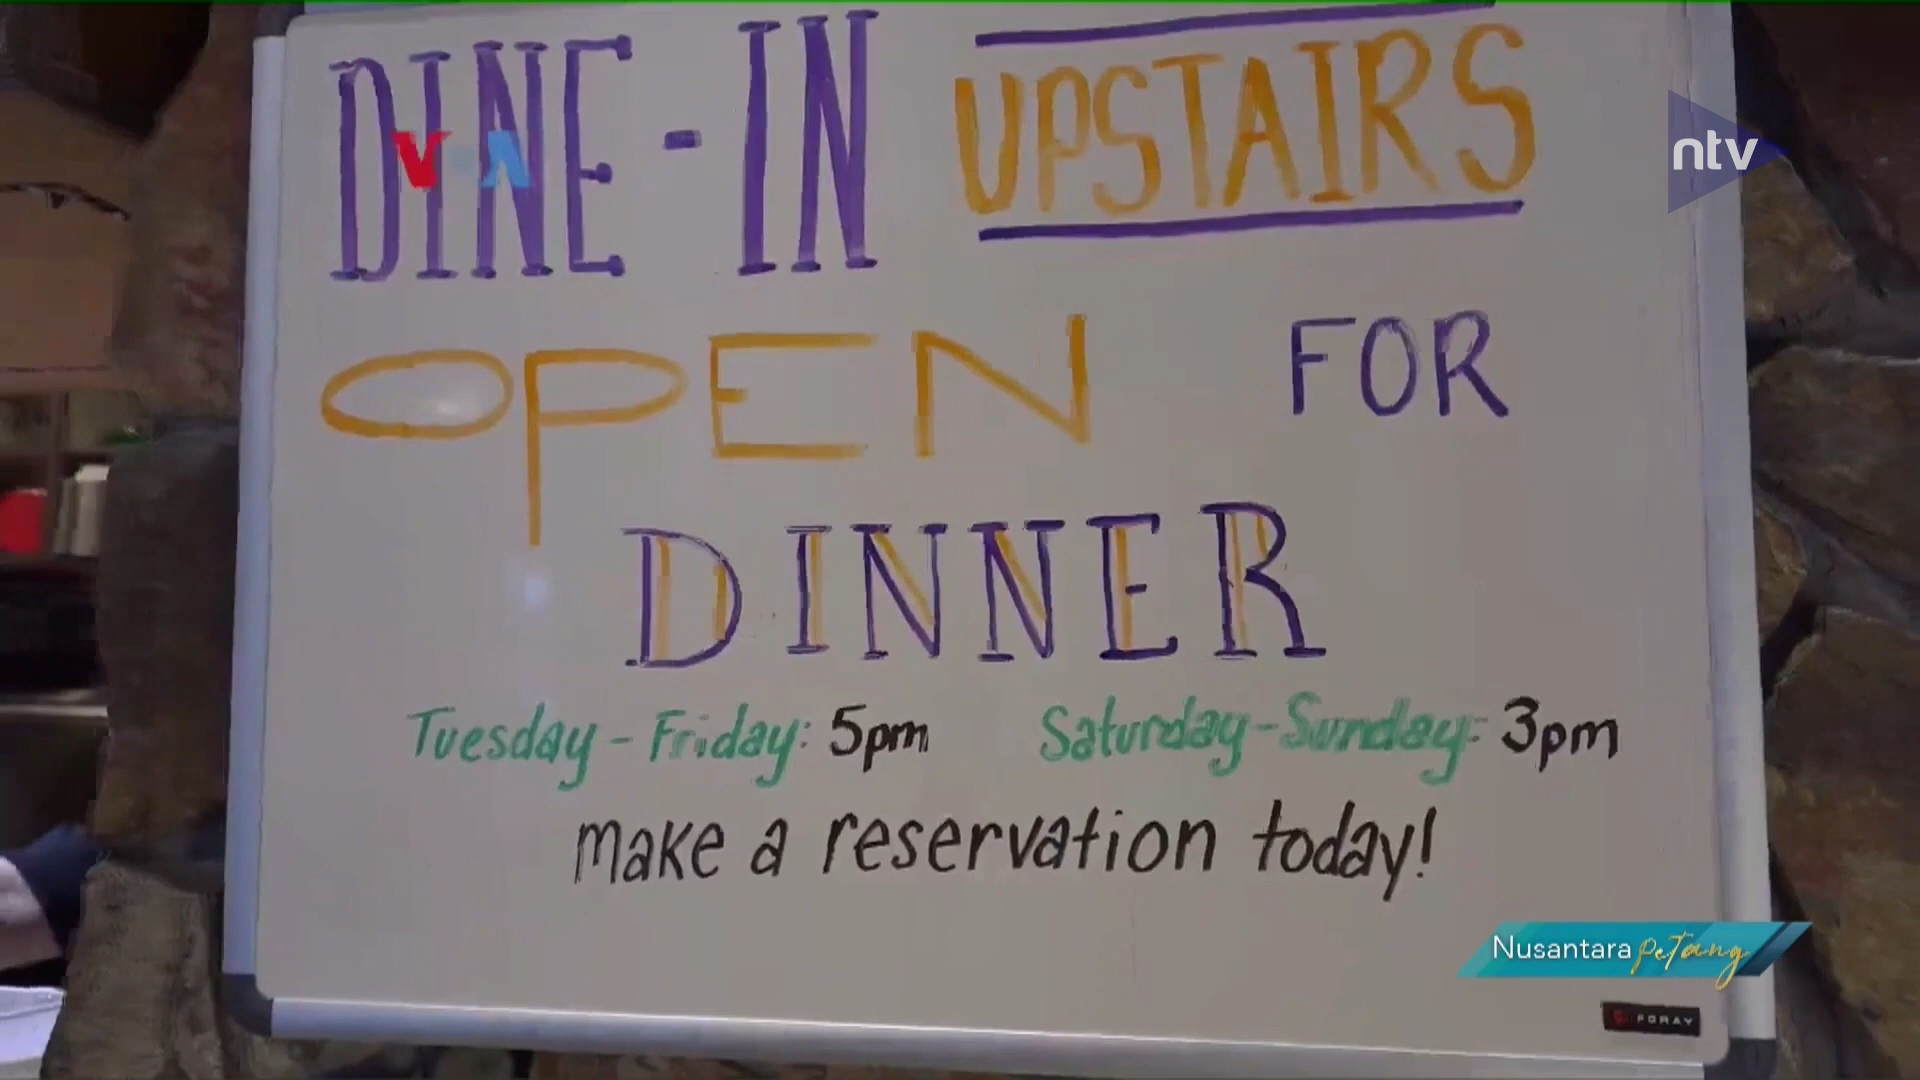 DINE-IN UPSTAIRS
VOA
ntv
OPEN FOR
DINNER
Tuesday - Friday: 5pm Saturday - Sunday: 3pm
make a reservation today!
Nusantara Petang
FORAY